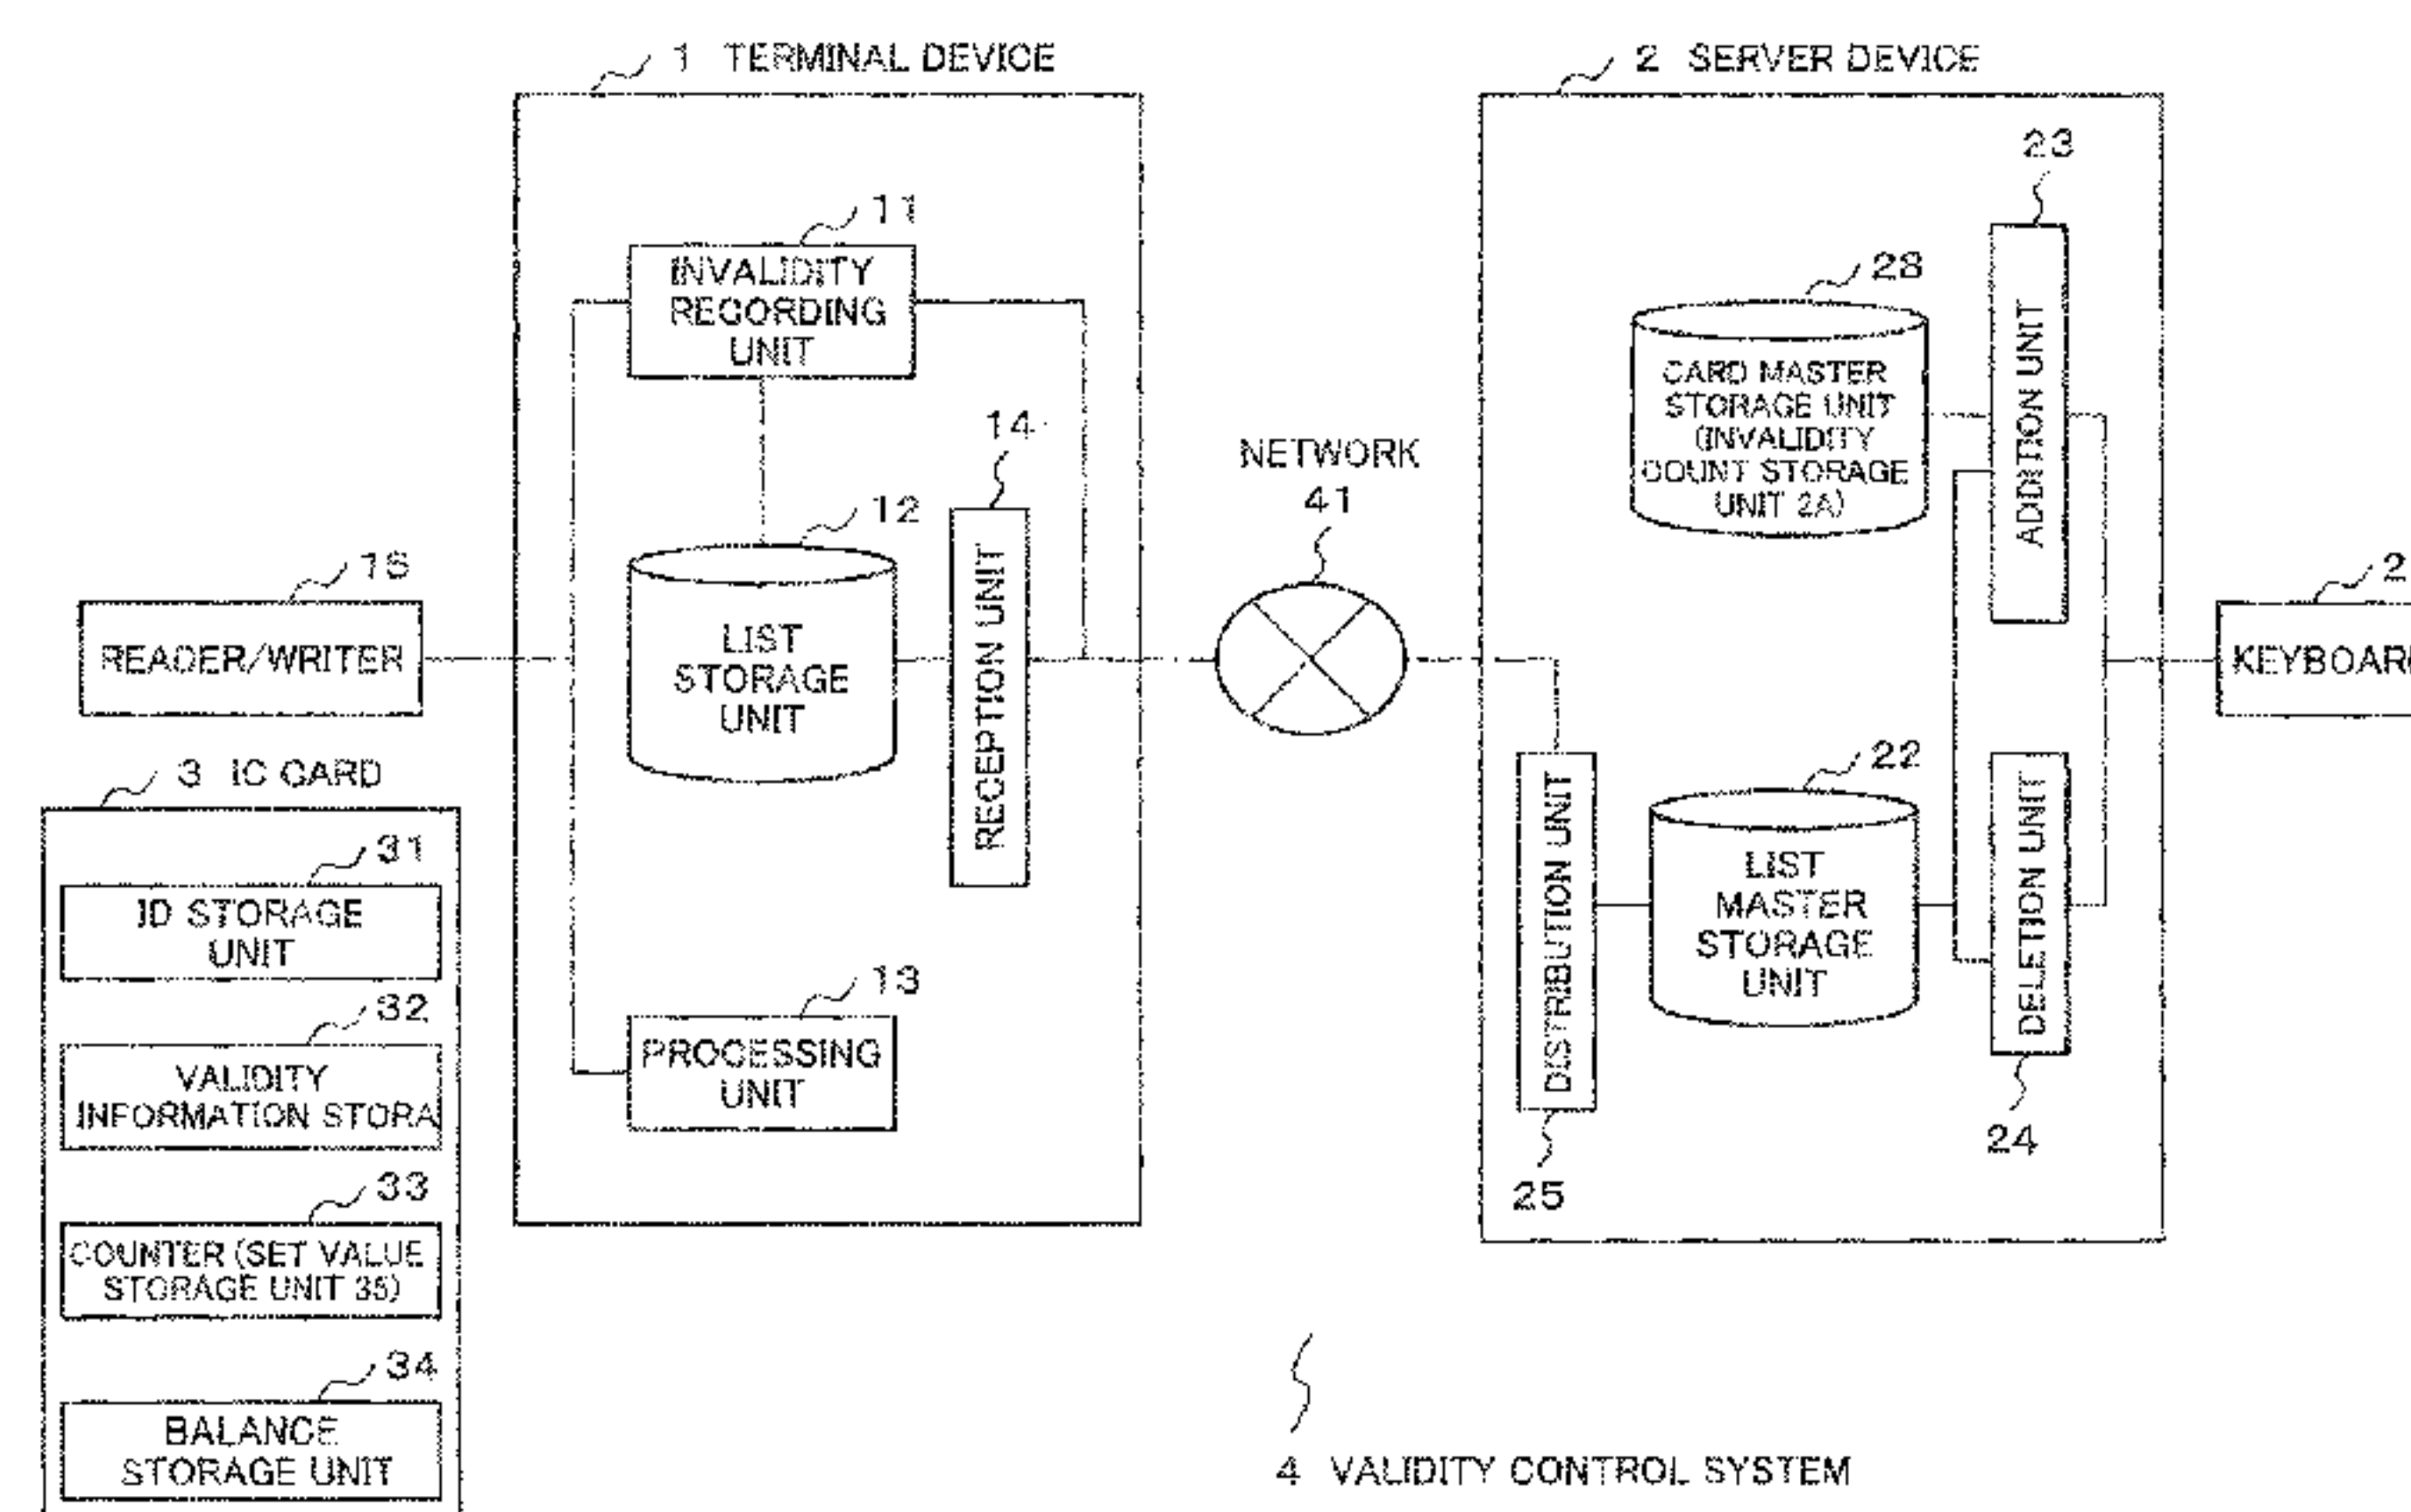 1 TERMINAL DEVICE
2 SERVER DEVICE
23
11
INVALIDITY
RECORDING
UNIT
28
CARD MASTER
STORAGE UNIT
(INVALIDITY
COUNT STORAGE
UNIT 2A)
ADDITION UNIT
14
NETWORK
41
12
LIST
STORAGE
UNIT
RECEPTION UNIT
READER/WRITER
2
KEYBOAR
3 IC CARD
31
ID STORAGE
UNIT
32
VALIDITY
INFORMATION STORA
33
COUNTER (SET VALUE
STORAGE UNIT 35)
34
BALANCE
STORAGE UNIT
13
PROCESSING
UNIT
22
LIST
MASTER
STORAGE
UNIT
DISTRIBUTION UNIT
25
DELETION UNIT
24
4 VALIDITY CONTROL SYSTEM